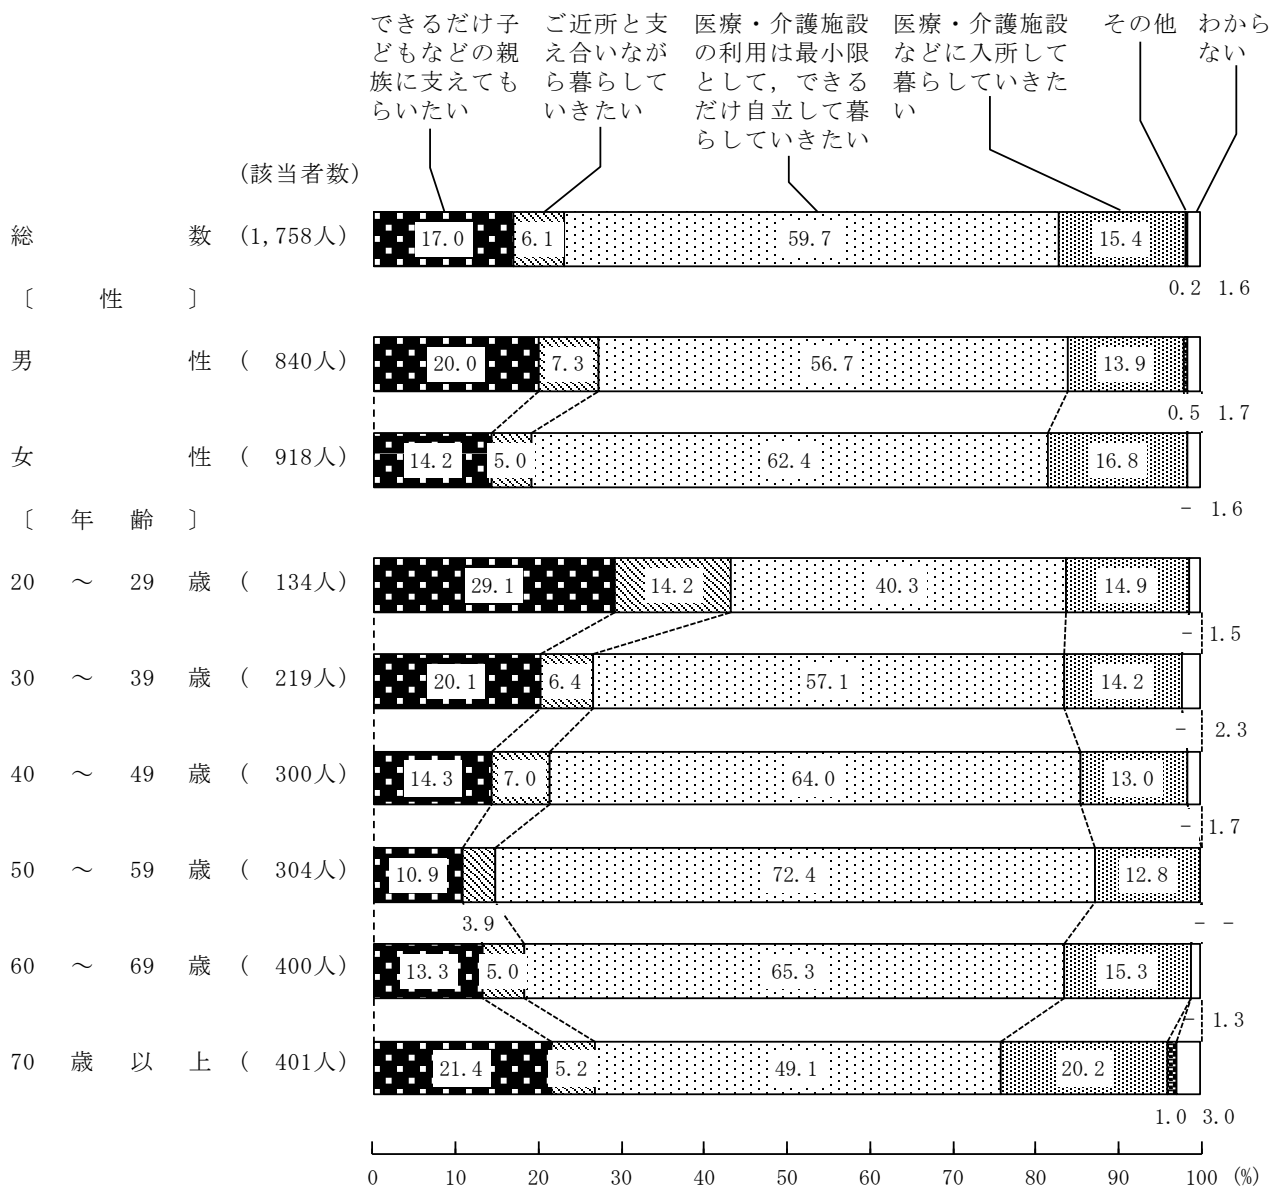 できるだけ子
どもなどの親
族に支えても
らいたい
ご近所と支
え合いなが
ら暮らして
いきたい
医療・介護施設
の利用は最小限
として，できる
だけ自立して暮
らしていきたい
医療・介護施設
などに入所して
暮らしていきた
い
その他
わから
ない
(該当者数)
総 数 (1,758人) 17.0 6.1 59.7 15.4
0.2 1.6
〔 性 〕
男 性 ( 840人) 20.0 7.3 56.7 13.9
0.5 1.7
女 性 ( 918人) 14.2 5.0 62.4 16.8
- 1.6
〔 年 齢 〕
20 ～ 29 歳 ( 134人) 29.1 14.2 40.3 14.9
- 1.5
30 ～ 39 歳 ( 219人) 20.1 6.4 57.1 14.2
- 2.3
40 ～ 49 歳 ( 300人) 14.3 7.0 64.0 13.0
- 1.7
50 ～ 59 歳 ( 304人) 10.9 72.4 12.8
3.9 - -
60 ～ 69 歳 ( 400人) 13.3 5.0 65.3 15.3
- 1.3
70 歳 以 上 ( 401人) 21.4 5.2 49.1 20.2
1.0 3.0
0 10 20 30 40 50 60 70 80 90 100 (%)